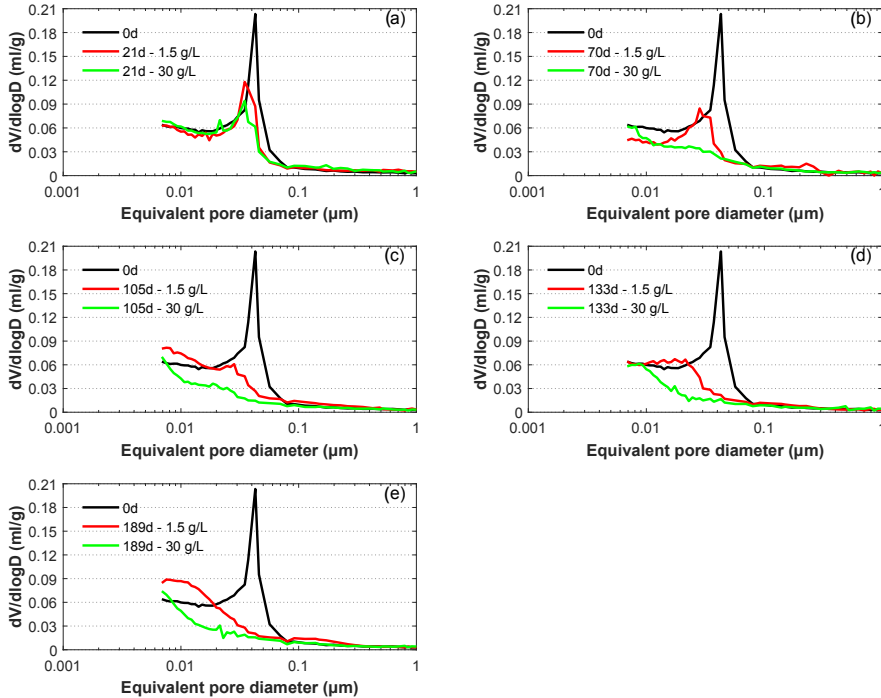 (a)
dV/dlogD (ml/g)
0.21
0.18
0.15
0.12
0.09
0.06
0.03
0
0d
21d - 1.5 g/L
21d - 30 g/L
0.001
0.01
0.1
1
Equivalent pore diameter (µm)
(b)
dV/dlogD (ml/g)
0.21
0.18
0.15
0.12
0.09
0.06
0.03
0
0d
70d - 1.5 g/L
70d - 30 g/L
0.001
0.01
0.1
1
Equivalent pore diameter (µm)
(c)
dV/dlogD (ml/g)
0.21
0.18
0.15
0.12
0.09
0.06
0.03
0
0d
105d - 1.5 g/L
105d - 30 g/L
0.001
0.01
0.1
1
Equivalent pore diameter (µm)
(d)
dV/dlogD (ml/g)
0.21
0.18
0.15
0.12
0.09
0.06
0.03
0
0d
133d - 1.5 g/L
133d - 30 g/L
0.001
0.01
0.1
1
Equivalent pore diameter (µm)
(e)
dV/dlogD (ml/g)
0.21
0.18
0.15
0.12
0.09
0.06
0.03
0
0d
189d - 1.5 g/L
189d - 30 g/L
0.001
0.01
0.1
1
Equivalent pore diameter (µm)